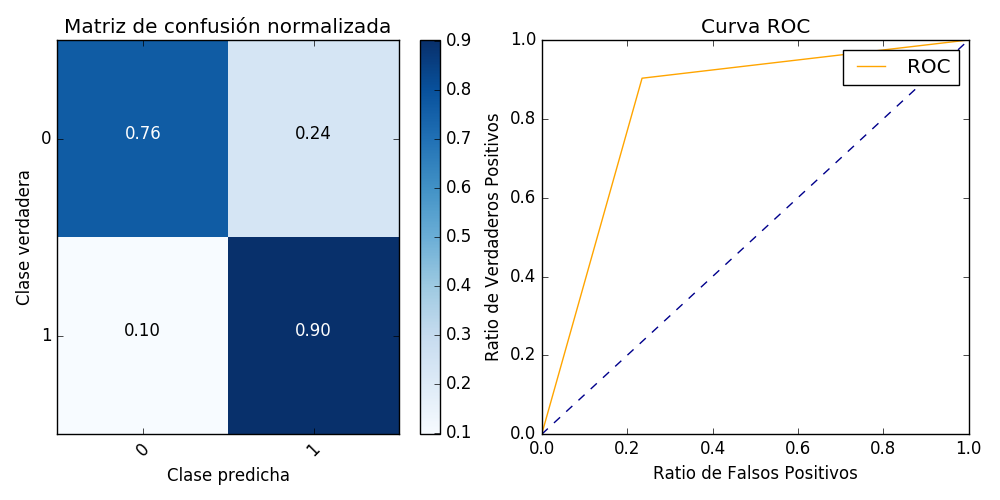 Matriz de confusión normalizada
0.76 0.24
0.10 0.90
0
1
Clase verdadera
0 1
Clase predicha
0.9
0.8
0.7
0.6
0.5
0.4
0.3
0.2
0.1
Curva ROC
ROC
1.0
0.8
0.6
0.4
0.2
0.0
Ratio de Verdaderos Positivos
0.0 0.2 0.4 0.6 0.8 1.0
Ratio de Falsos Positivos